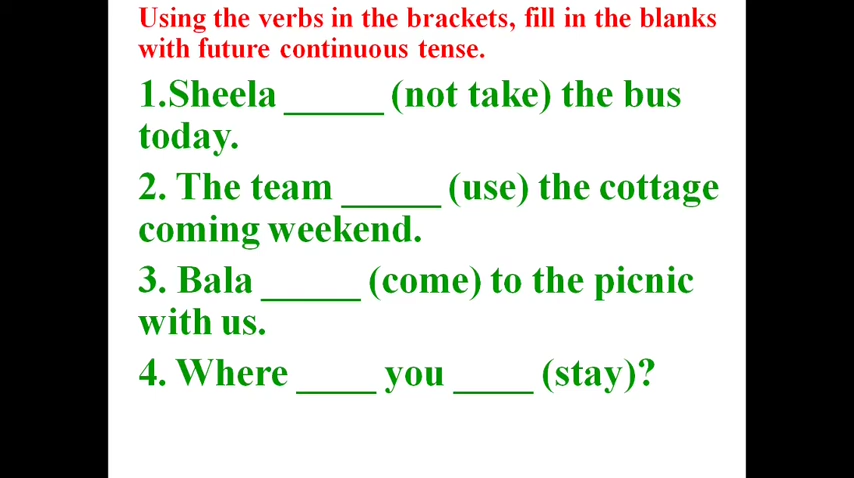 Using the verbs in the brackets, fill in the blanks
with future continuous tense.
1.Sheela _____ (not take) the bus
today.
2. The team _____ (use) the cottage
coming weekend.
3. Bala _____ (come) to the picnic
with us.
4. Where ____ you ____ (stay)?